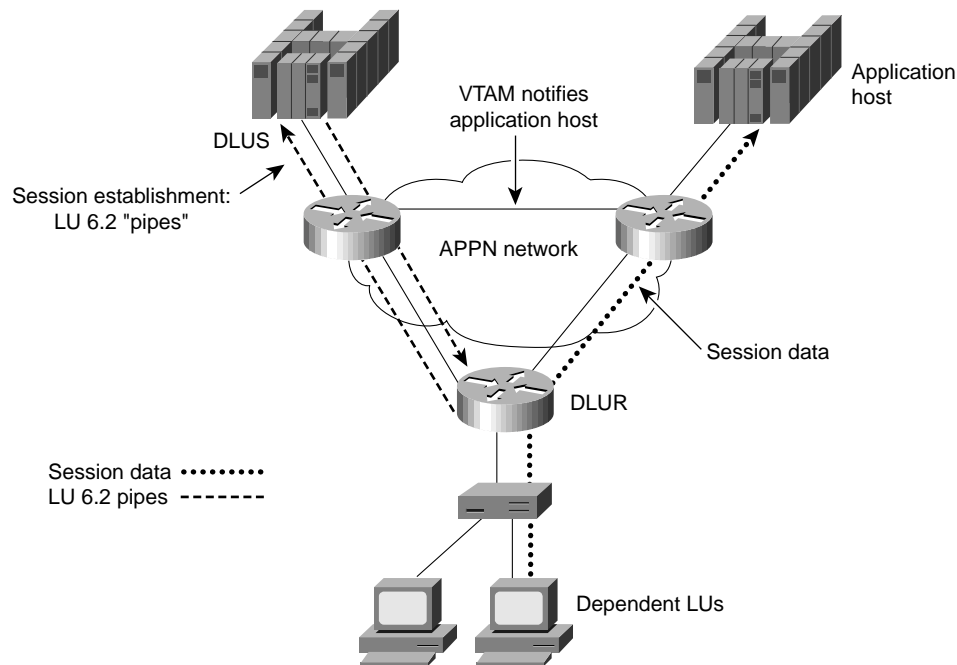 Application
host
VTAM notifies
application host
DLUS
Session establishment:
LU 6.2 "pipes"
APPN network
Session data
DLUR
Session data
LU 6.2 pipes
Dependent LUs